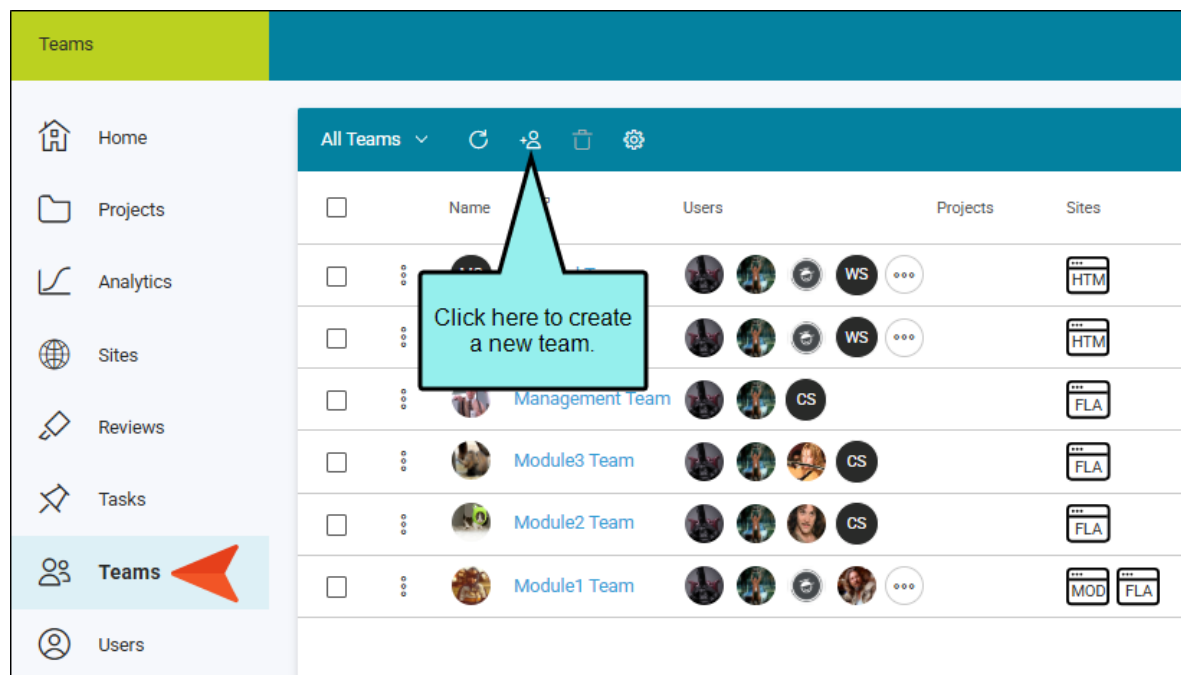 Teams
Home
All Teams
Projects
Name Users Projects Sites
Analytics
WS HTM
Click here to create
a new team.
Sites
WS HTM
Management Team CS FLA
Reviews
Module3 Team CS FLA
Tasks
Module2 Team CS FLA
Teams
Module1 Team MOD FLA
Users